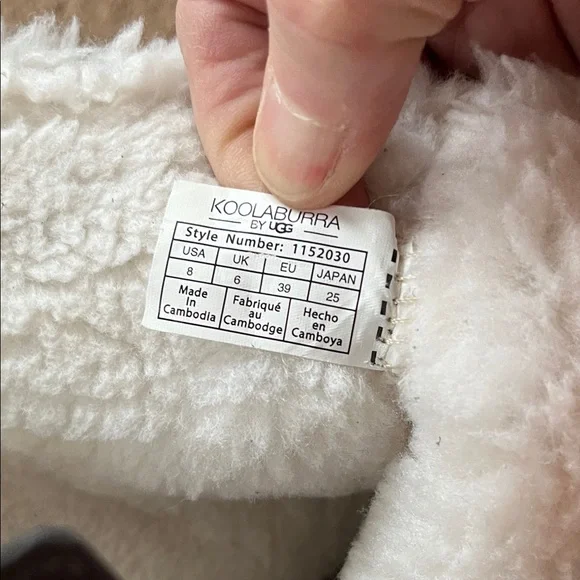 KOOLABURRA
BY UGG
Style Number: 1152030
USA UK EU JAPAN
8 6 39 25
Made Fabriqué Hecho
In au en
Cambodia Cambodge Camboya